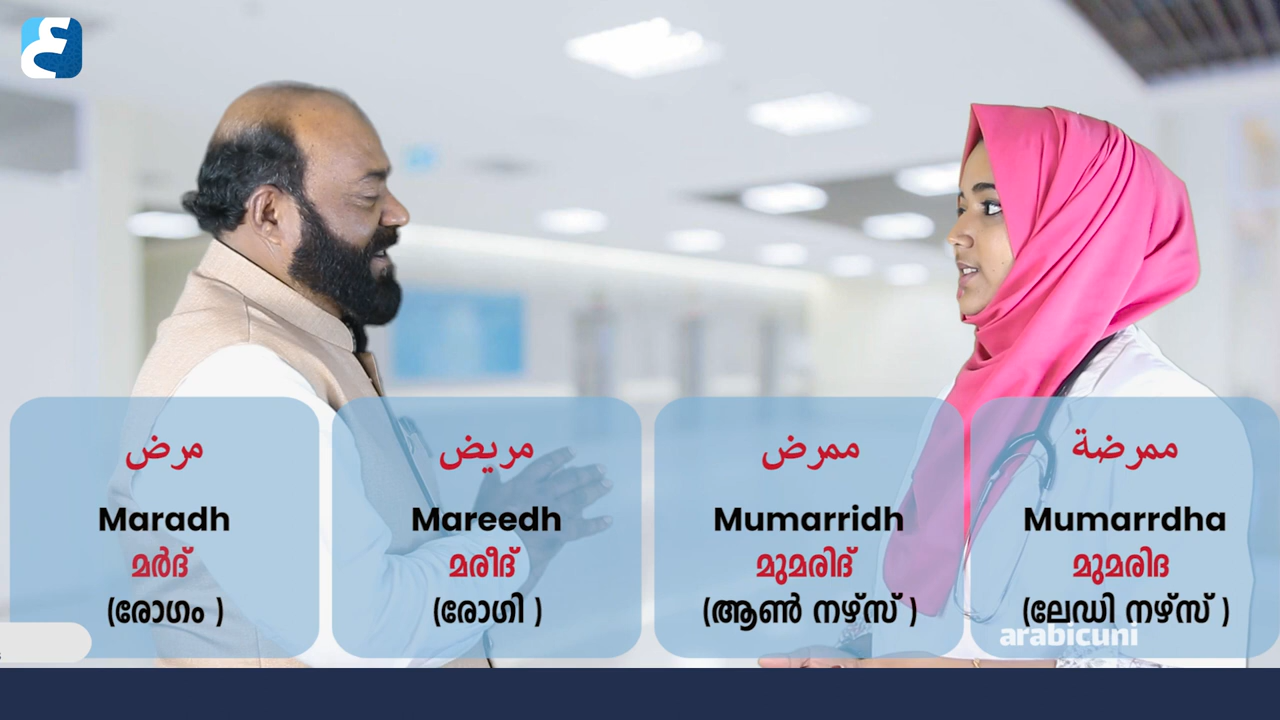 مرض
Maradh
മർദ്
(രോഗം )
مريض
Mareedh
മരീദ്
(രോഗി )
ممرض
Mumarridh
മുമരിദ്
(ആൺ നഴ്സ് )
ممرضة
Mumarrdha
മുമരിദ
(ലേഡി നഴ്സ് )
arabicuni